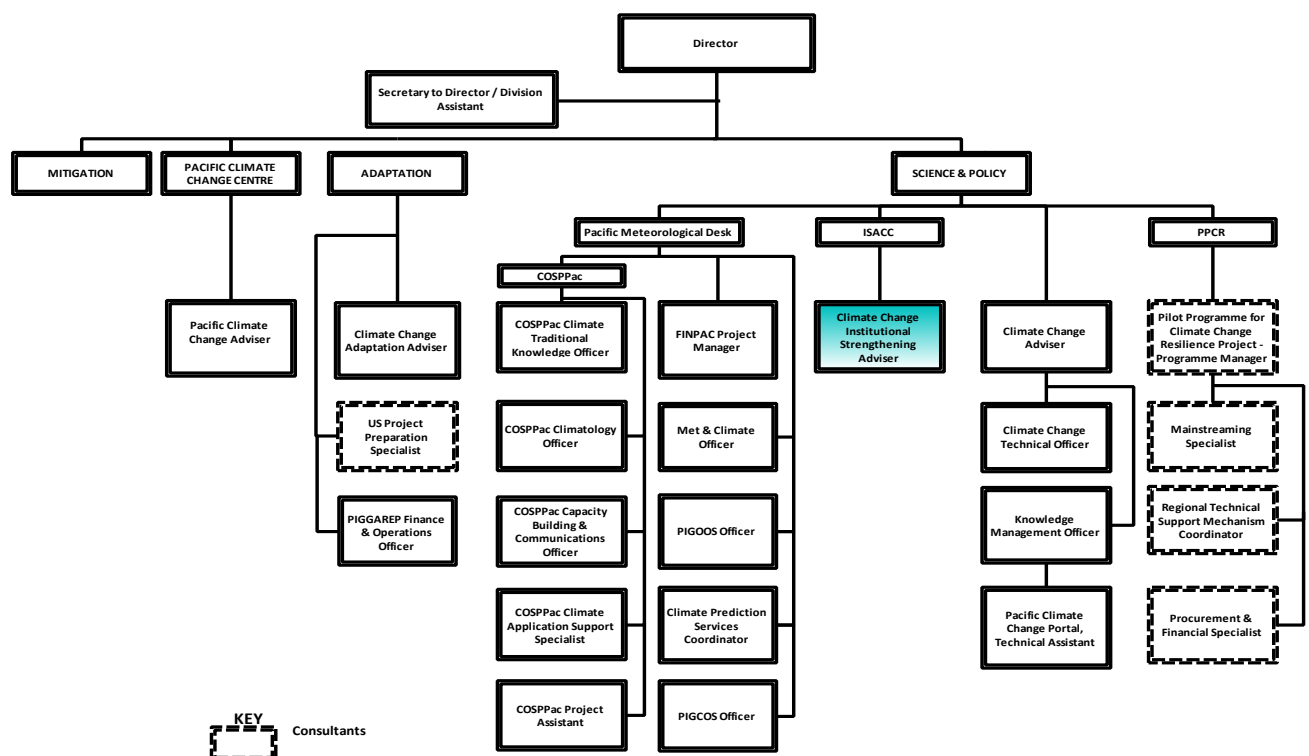 Director
Secretary to Director / Division
Assistant
MITIGATION
PACIFIC CLIMATE
CHANGE CENTRE
ADAPTATION
SCIENCE & POLICY
Pacific Meteorological Desk
ISACC
PPCR
COSPPac
Pacific Climate
Change Adviser
Climate Change
Adaptation Adviser
COSPPac Climate
Traditional
Knowledge Officer
FINPAC Project
Manager
Climate Change
Institutional
Strengthening
Adviser
Climate Change
Adviser
Pilot Programme for
Climate Change
Resilience Project -
Programme Manager
US Project
Preparation
Specialist
COSPPac Climatology
Officer
Met & Climate Officer
Climate Change
Technical Officer
Mainstreaming
Specialist
PIGGAREP Finance
& Operations
Officer
COSPPac Capacity
Building &
Communications
Officer
PIGOOS Officer
Knowledge
Management Officer
Regional Technical
Support Mechanism
Coordinator
COSPPac Climate
Application Support
Specialist
Climate Prediction
Services
Coordinator
Pacific Climate
Change Portal,
Technical Assistant
Procurement &
Financial Specialist
COSPPac Project
Assistant
PIGCOS Officer
KEY
Consultants